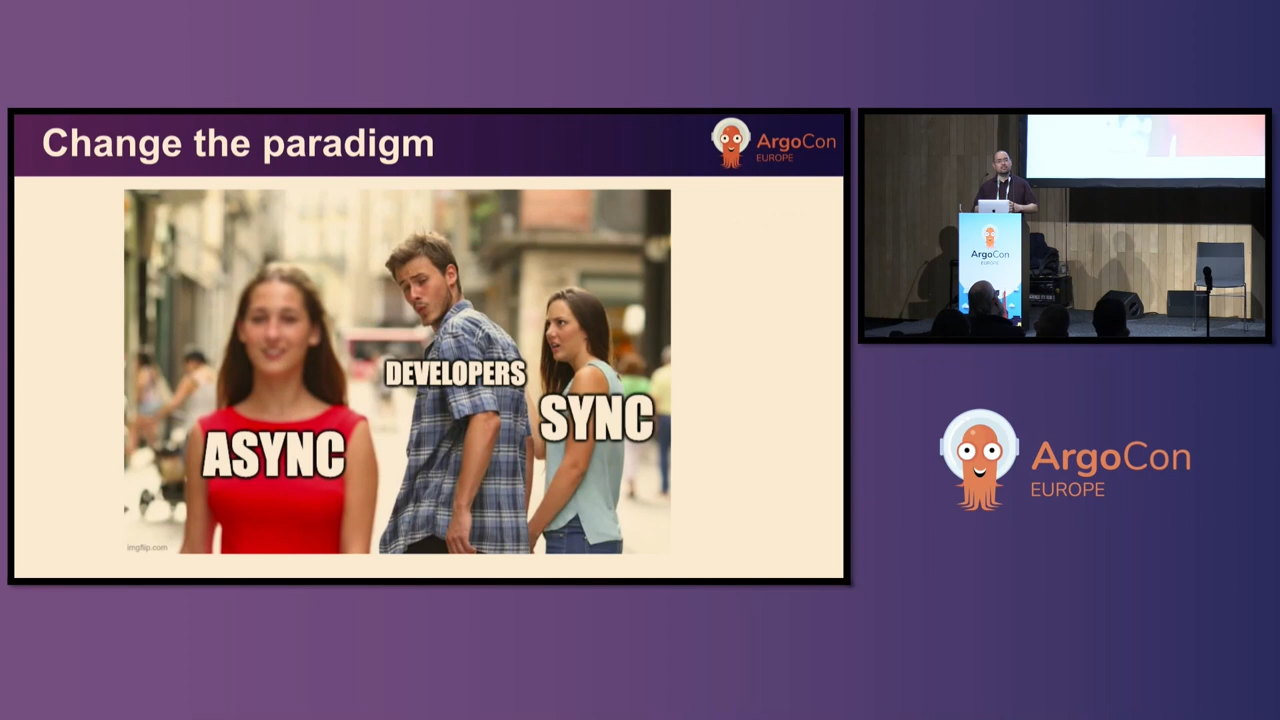 Change the paradigm
ArgoCon
EUROPE
ASYNC
DEVELOPERS
SYNC
imgflip.com
ArgoCon
EUROPE
ArgoCon
EUROPE